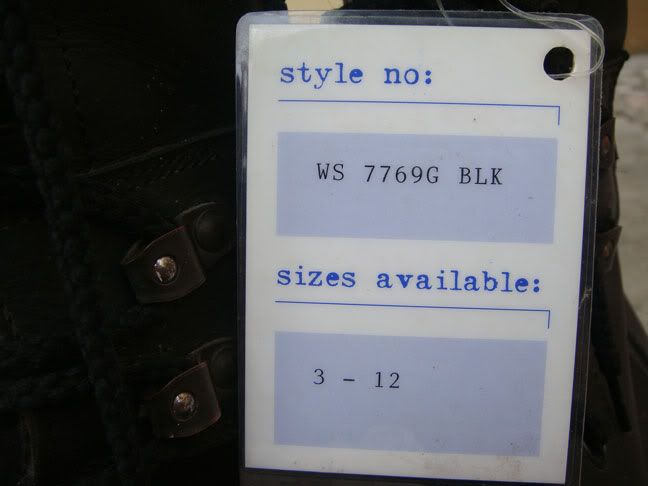 style no:
WS 7769G BLK
sizes available:
3 - 12